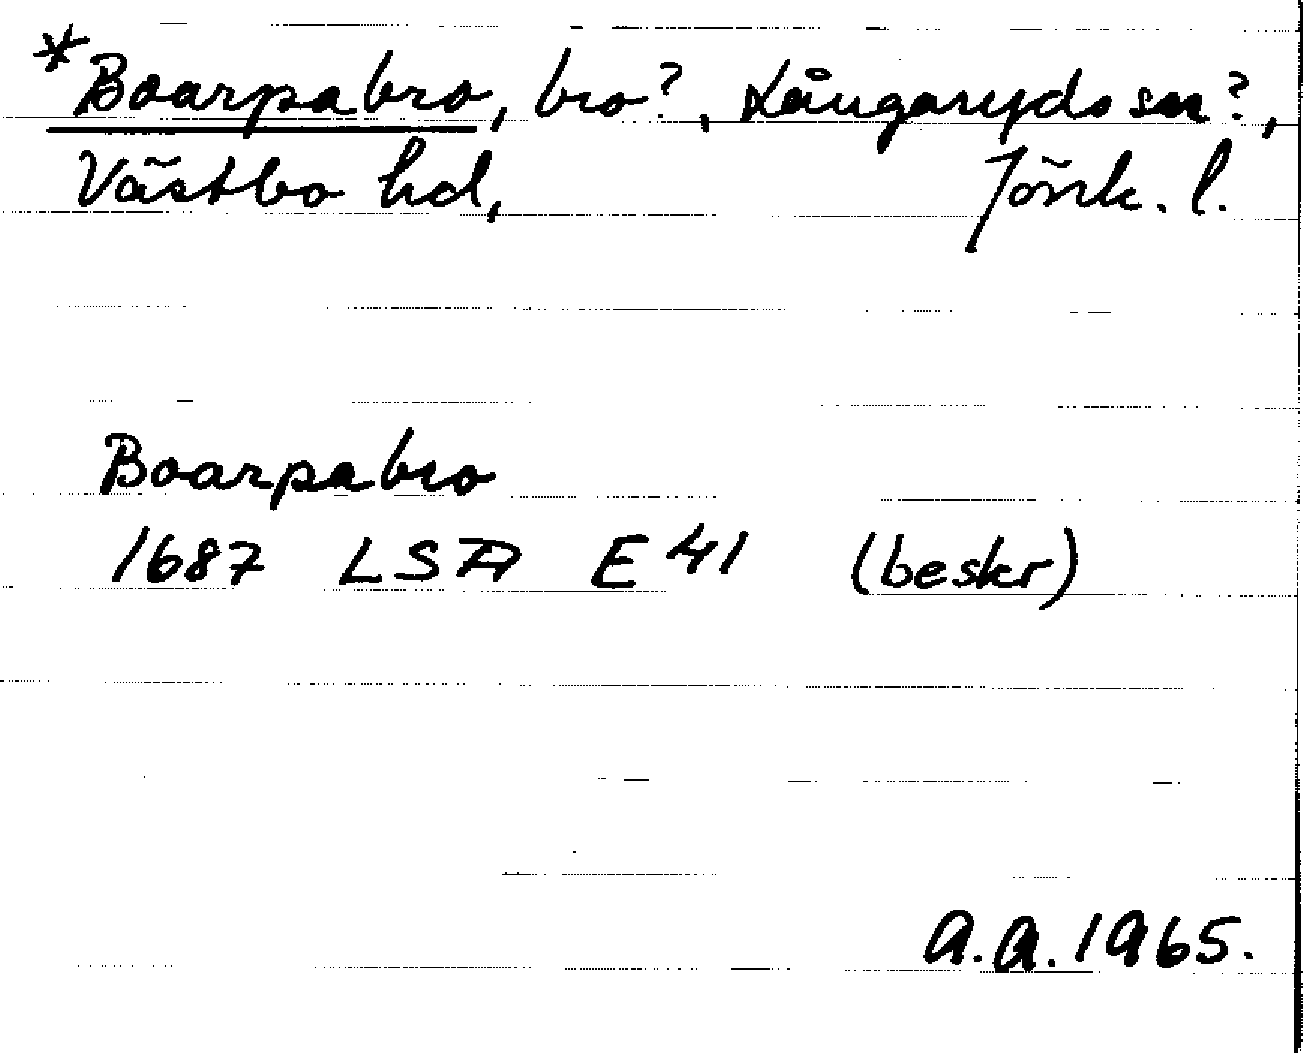 *Boarpabro, bro?, Långaryds sn?,
Västbo hd, Jönk. l.
Boarpabro
1687 LSA E 41 (beskr)
A.A. 1965.